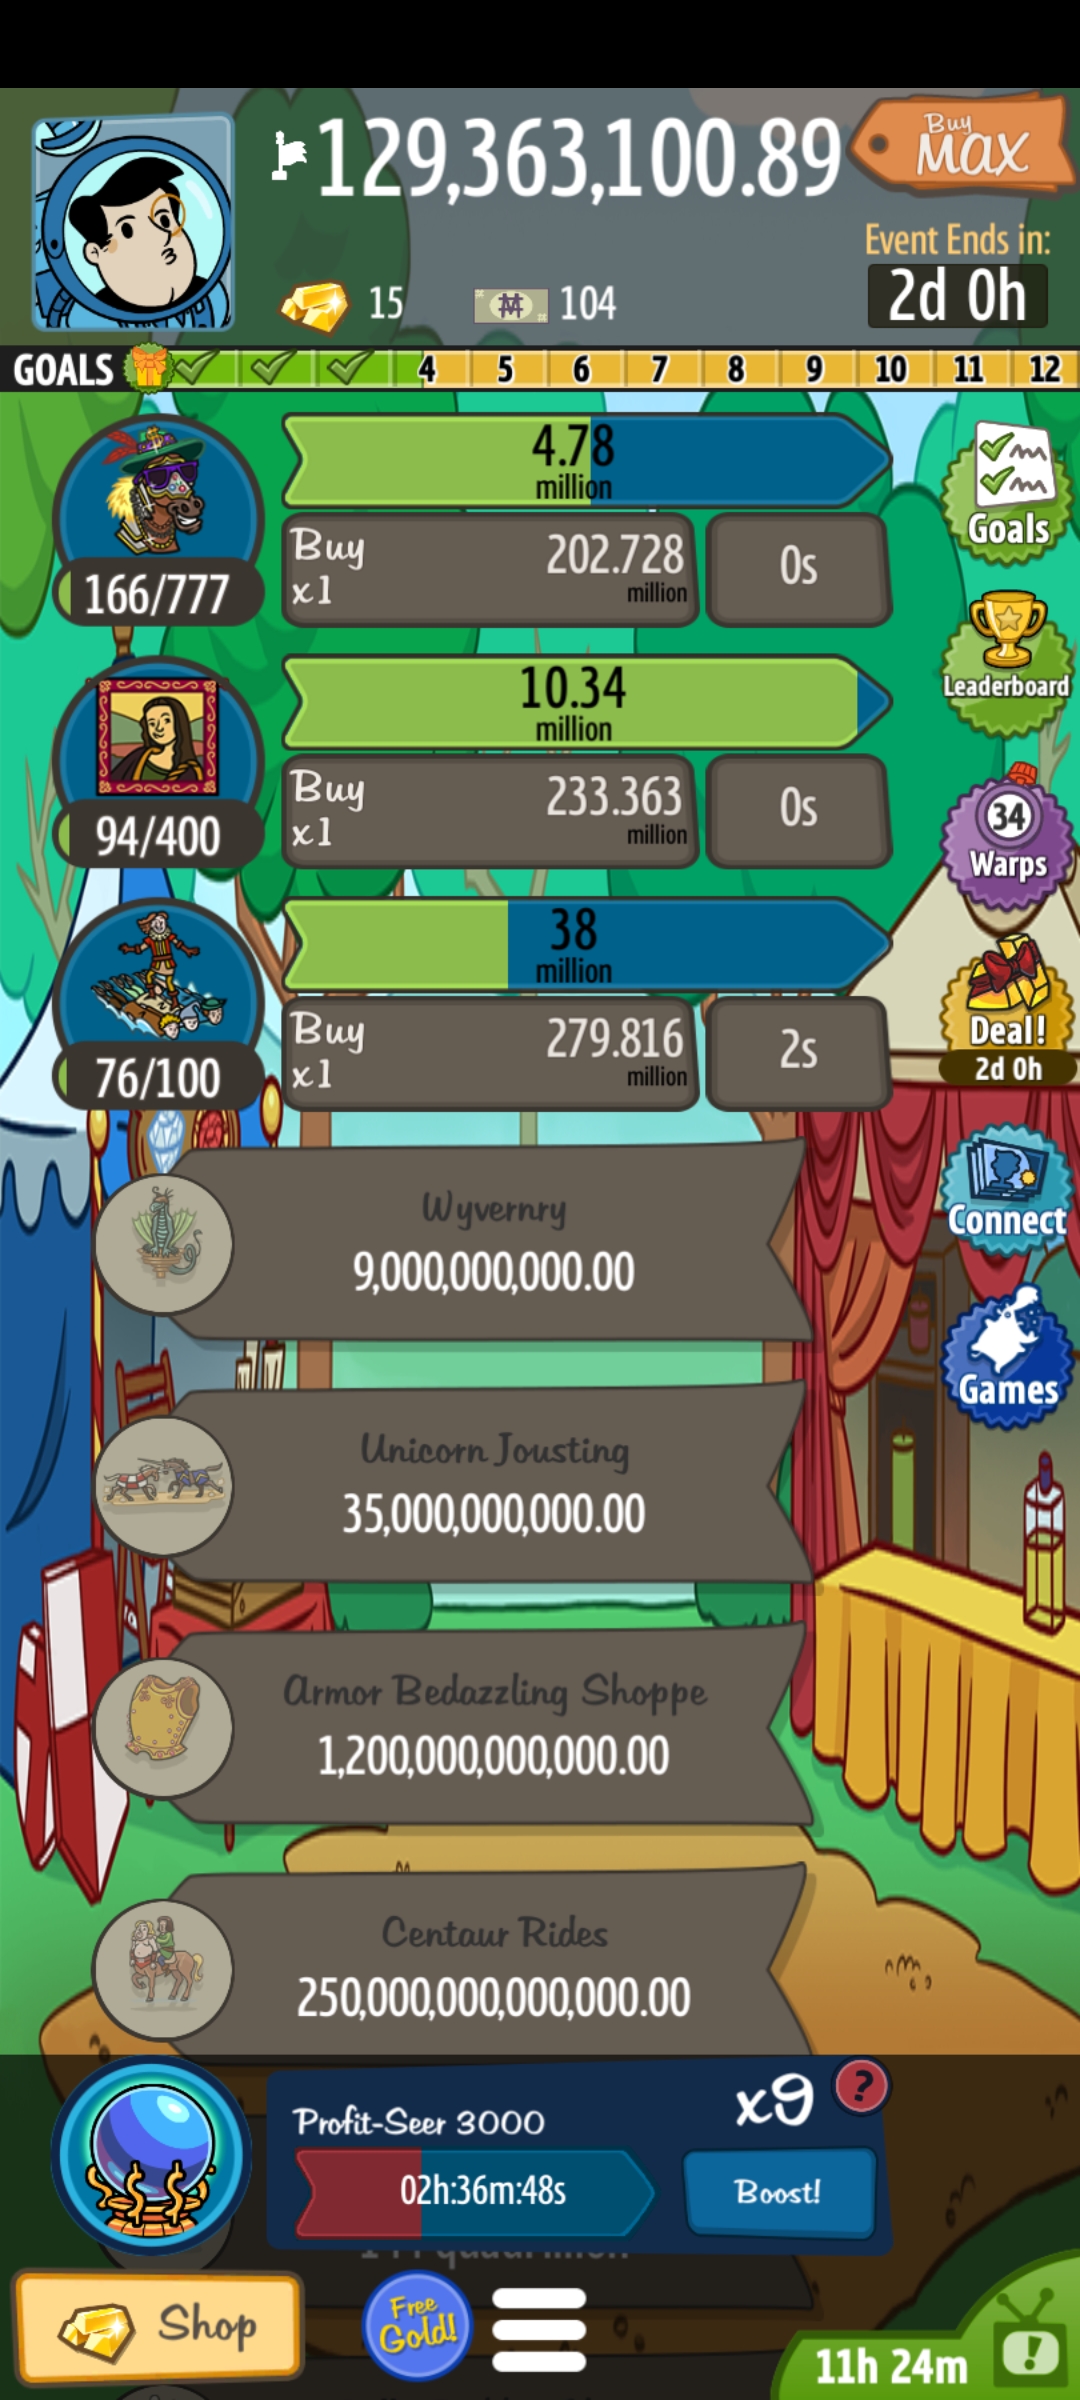 129,363,100.89
Buy
Max
Event Ends in:
2d 0h
15
104
GOALS 4 5 6 7 8 9 10 11 12
4.78
million
Buy
x1
202.728
million
0s
166/777
Goals
10.34
million
Buy
x1
233.363
million
0s
94/400
Leaderboard
34
Warps
38
million
Buy
x1
279.816
million
2s
76/100
Deal!
2d 0h
Wyvernry
9,000,000,000.00
Connect
Unicorn Jousting
35,000,000,000.00
Games
Armor Bedazzling Shoppe
1,200,000,000,000.00
Centaur Rides
250,000,000,000,000.00
Profit-Seer 3000
x9
?
02h:36m:48s
Boost!
Shop
Free
Gold!
11h 24m
!